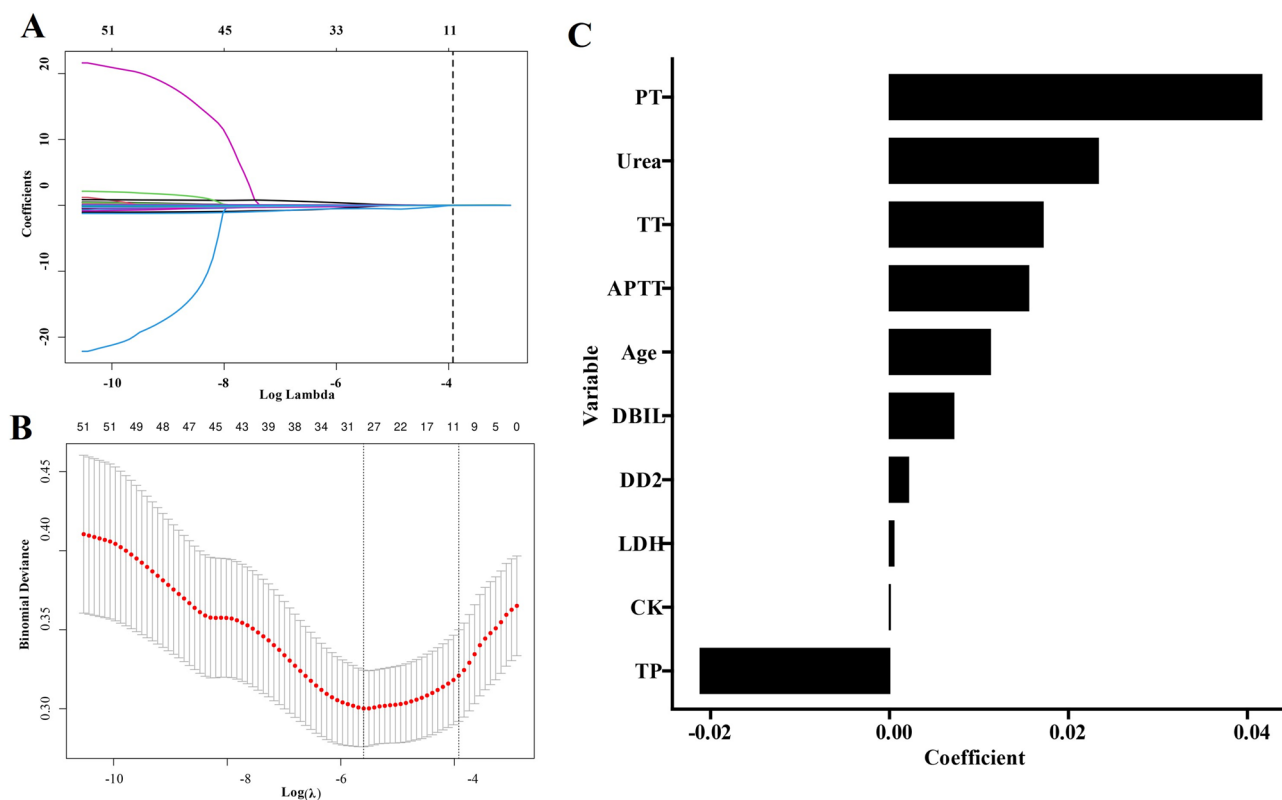 A
51 45 33 11
20
10
0
-10
-20
Coefficients
-10 -8 -6 -4
Log Lambda
B
51 51 49 48 47 45 43 39 38 34 31 27 22 17 11 9 5 0
0.45
0.40
0.35
0.30
Binomial Deviance
-10 -8 -6 -4
Log(λ)
C
Variable
PT
Urea
TT
APTT
Age
DBIL
DD2
LDH
CK
TP
-0.02 0.00 0.02 0.04
Coefficient